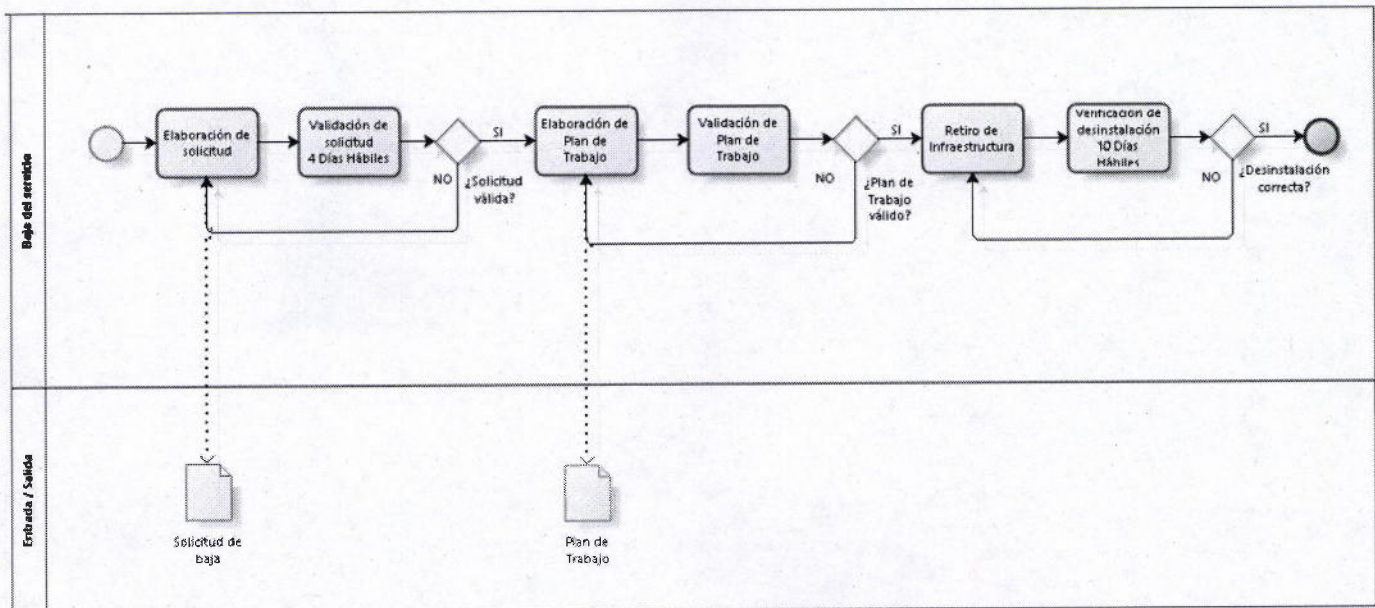 Baja del servicio
Elaboración de
solicitud
Validación de
solicitud
4 Días Hábiles
SI
NO
¿Solicitud
válida?
Elaboración de
Plan de
Trabajo
Validación de
Plan de
Trabajo
SI
NO
¿Plan de
Trabajo
válido?
Retiro de
Infraestructura
Verificación de
desinstalación
10 Días
Hábiles
SI
NO
¿Desinstalación
correcta?
Entrada / Salida
Solicitud de
baja
Plan de
Trabajo